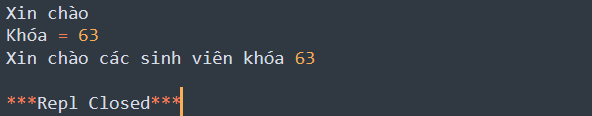 Xin chào
Khóa = 63
Xin chào các sinh viên khóa 63
***Repl Closed***